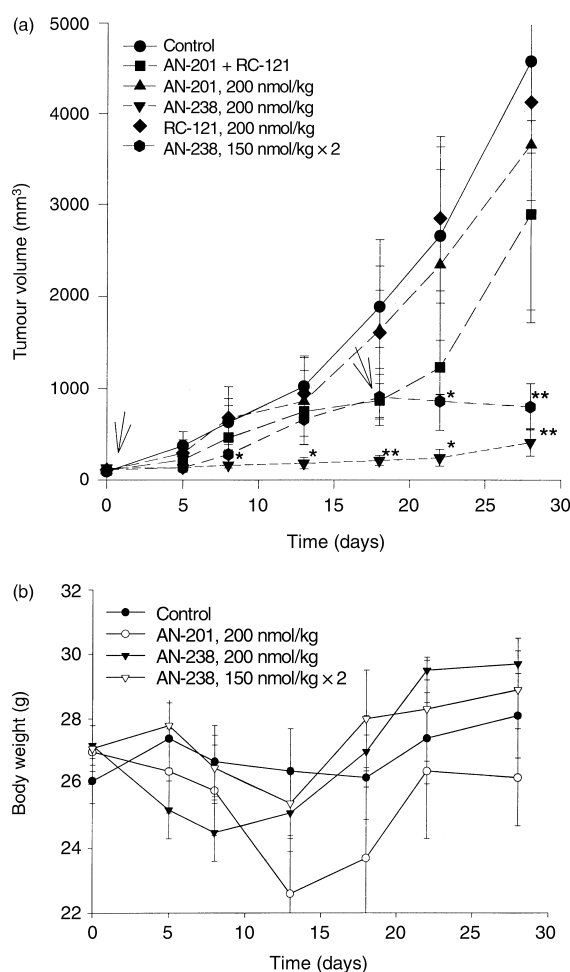 (a)
5000
4000
3000
2000
1000
0
Tumour volume (mm³)
Control
AN-201 + RC-121
AN-201, 200 nmol/kg
AN-238, 200 nmol/kg
RC-121, 200 nmol/kg
AN-238, 150 nmol/kg × 2
*
*
**
*
*
**
**
0 5 10 15 20 25 30
Time (days)
(b)
32
30
28
26
24
22
Body weight (g)
Control
AN-201, 200 nmol/kg
AN-238, 200 nmol/kg
AN-238, 150 nmol/kg × 2
0 5 10 15 20 25 30
Time (days)